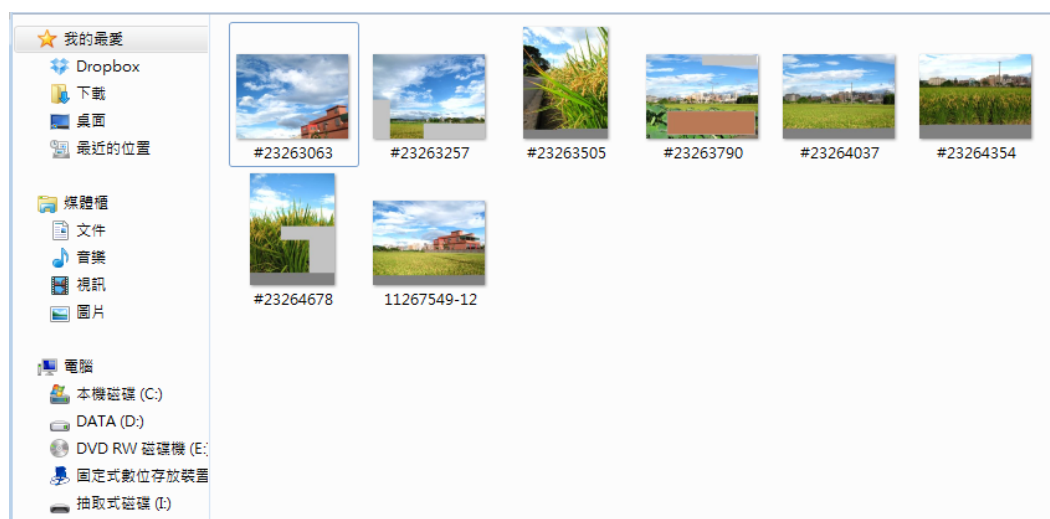 我的最愛
Dropbox
下載
桌面
最近的位置
媒體櫃
文件
音樂
視訊
圖片
電腦
本機磁碟 (C:)
DATA (D:)
DVD RW 磁碟機 (E:
固定式數位存放裝置
抽取式磁碟 (I:)
#23263063
#23263257
#23263505
#23263790
#23264037
#23264354
#23264678
11267549-12